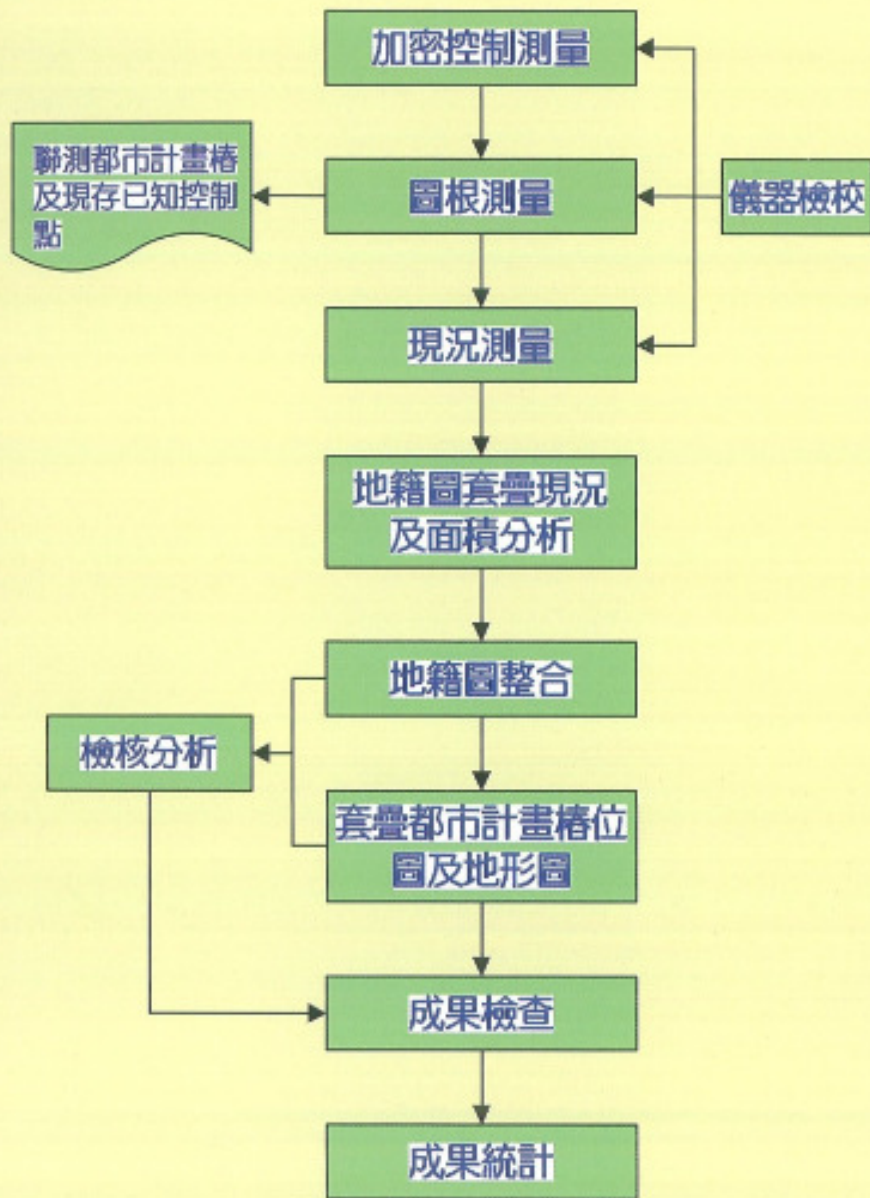 加密控制測量
聯測都市計畫樁
及現存已知控制
點
圖根測量
儀器檢校
現況測量
地籍圖套疊現況
及面積分析
地籍圖整合
檢核分析
套疊都市計畫樁位
圖及地形圖
成果檢查
成果統計